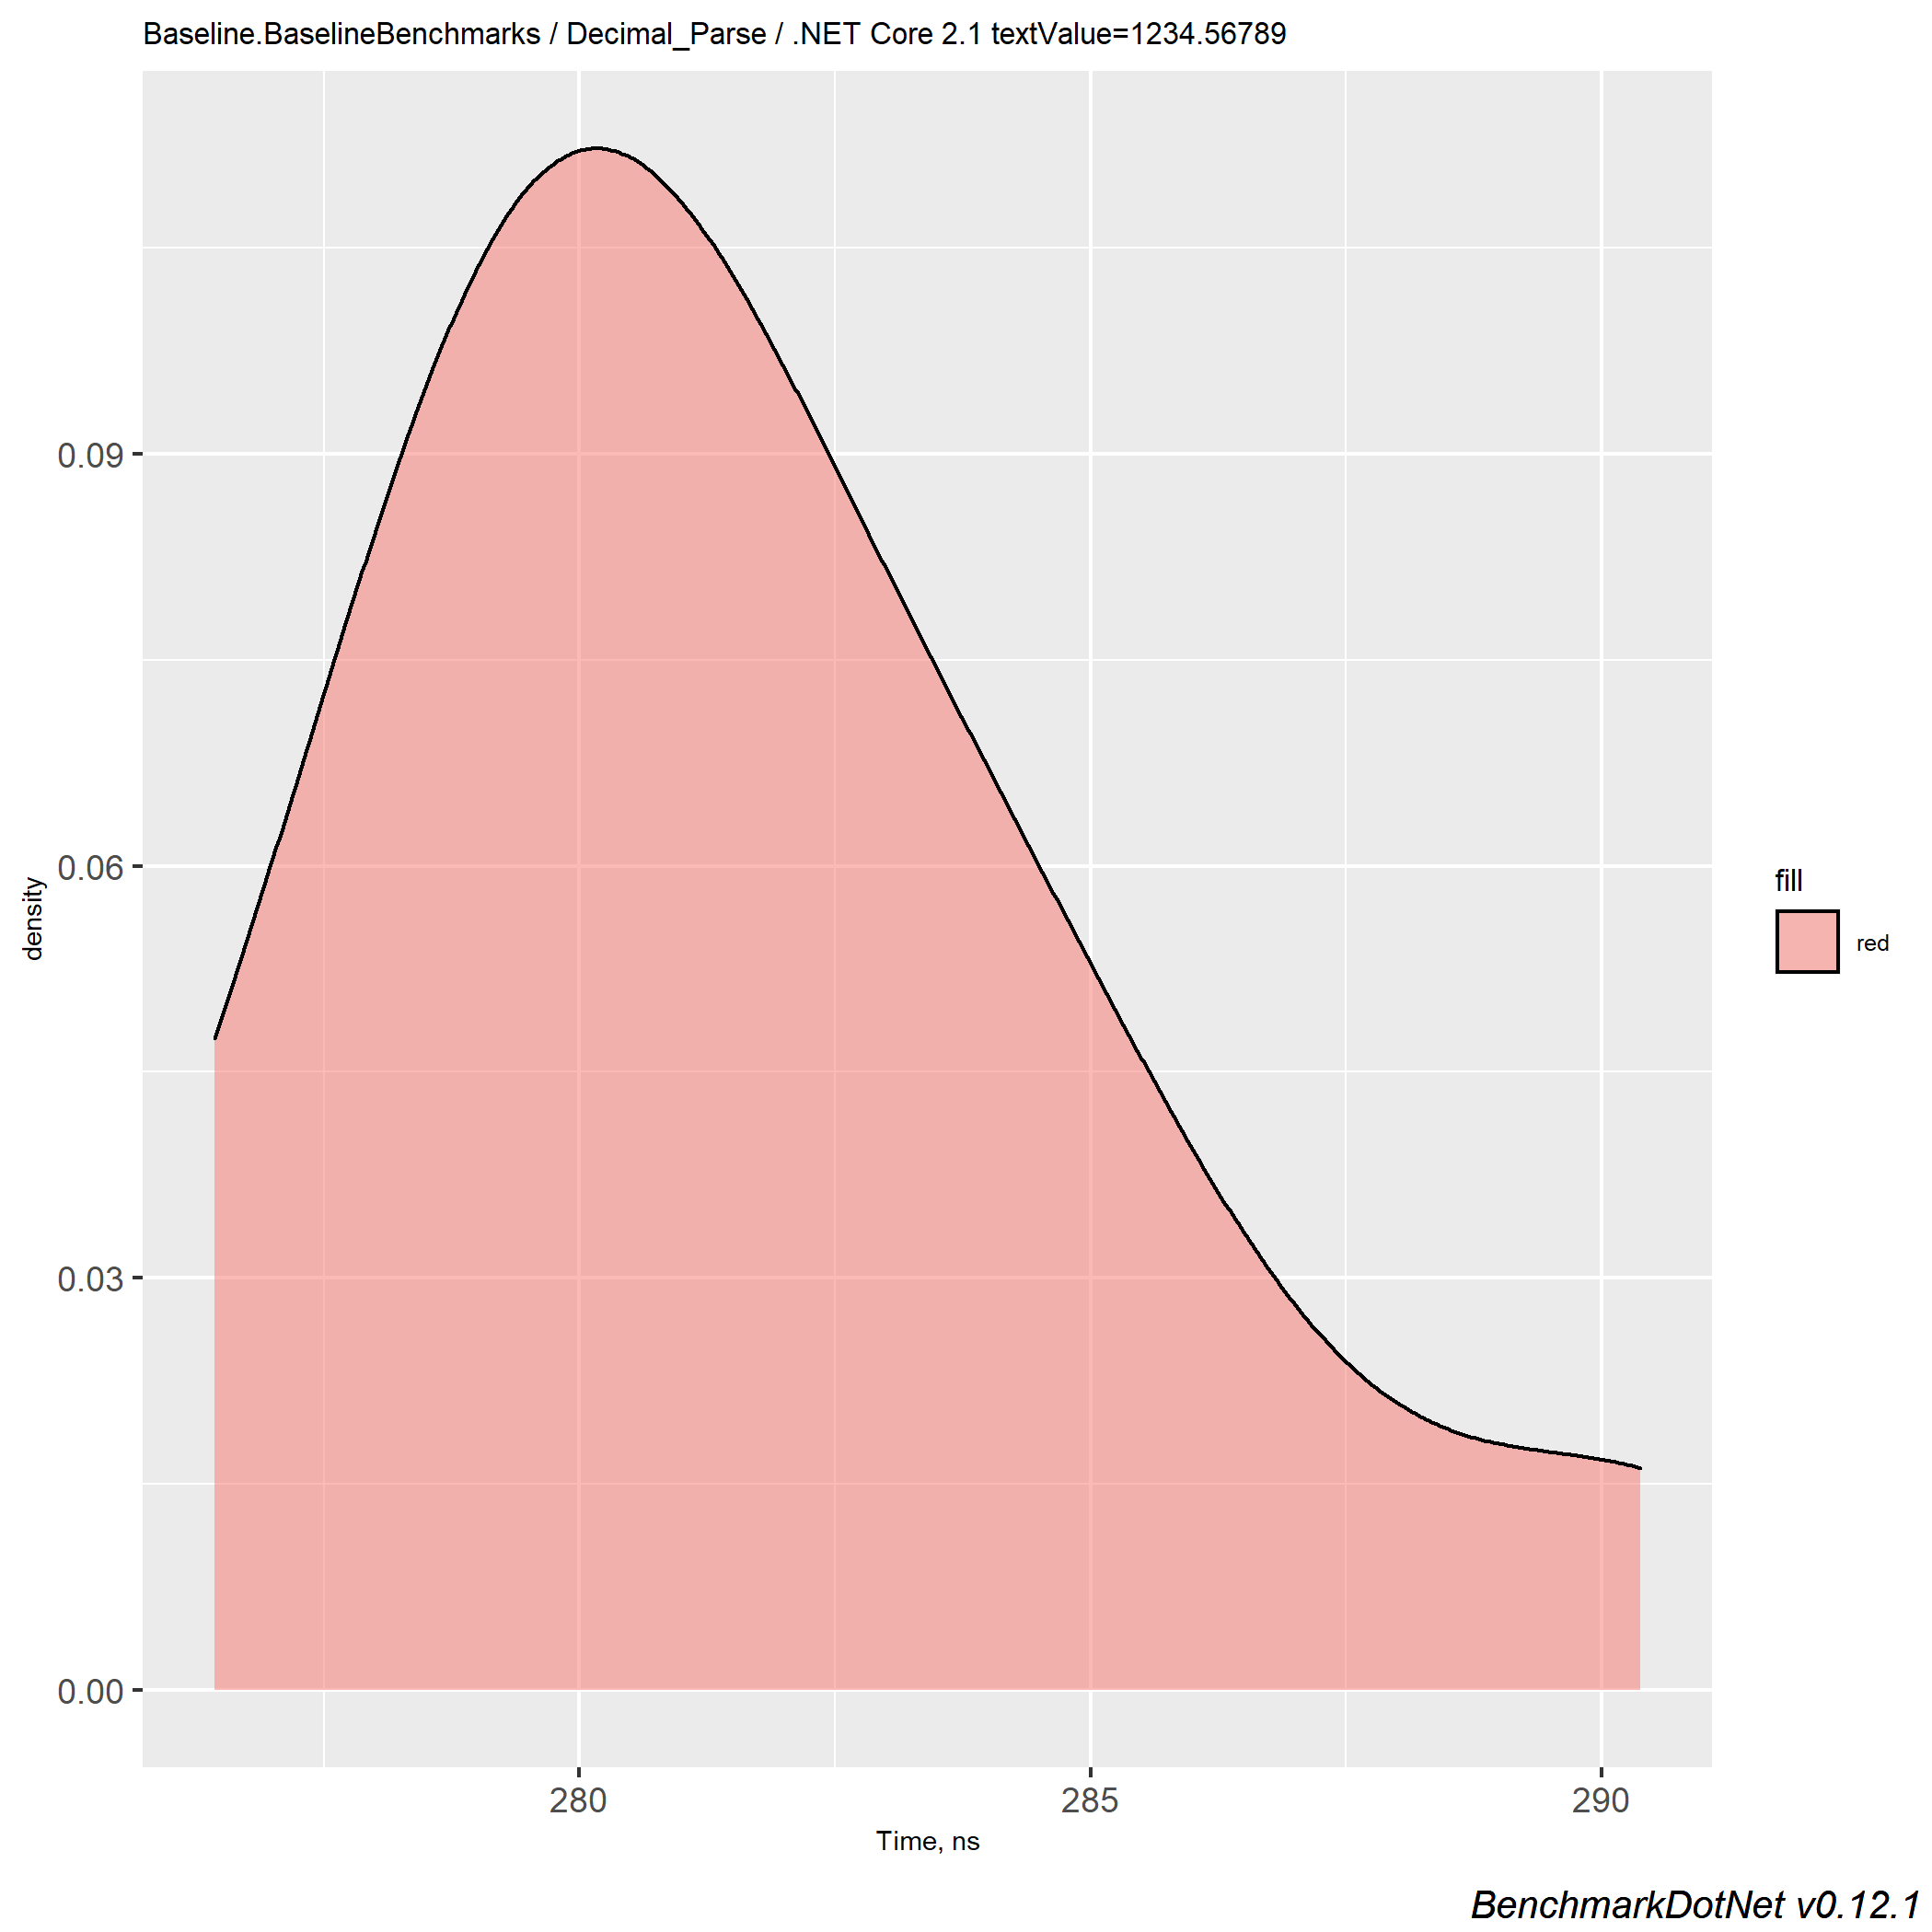 Baseline.BaselineBenchmarks / Decimal_Parse / .NET Core 2.1 textValue=1234.56789
0.09
0.06
0.03
0.00
density
280 285 290
Time, ns
fill
red
BenchmarkDotNet v0.12.1